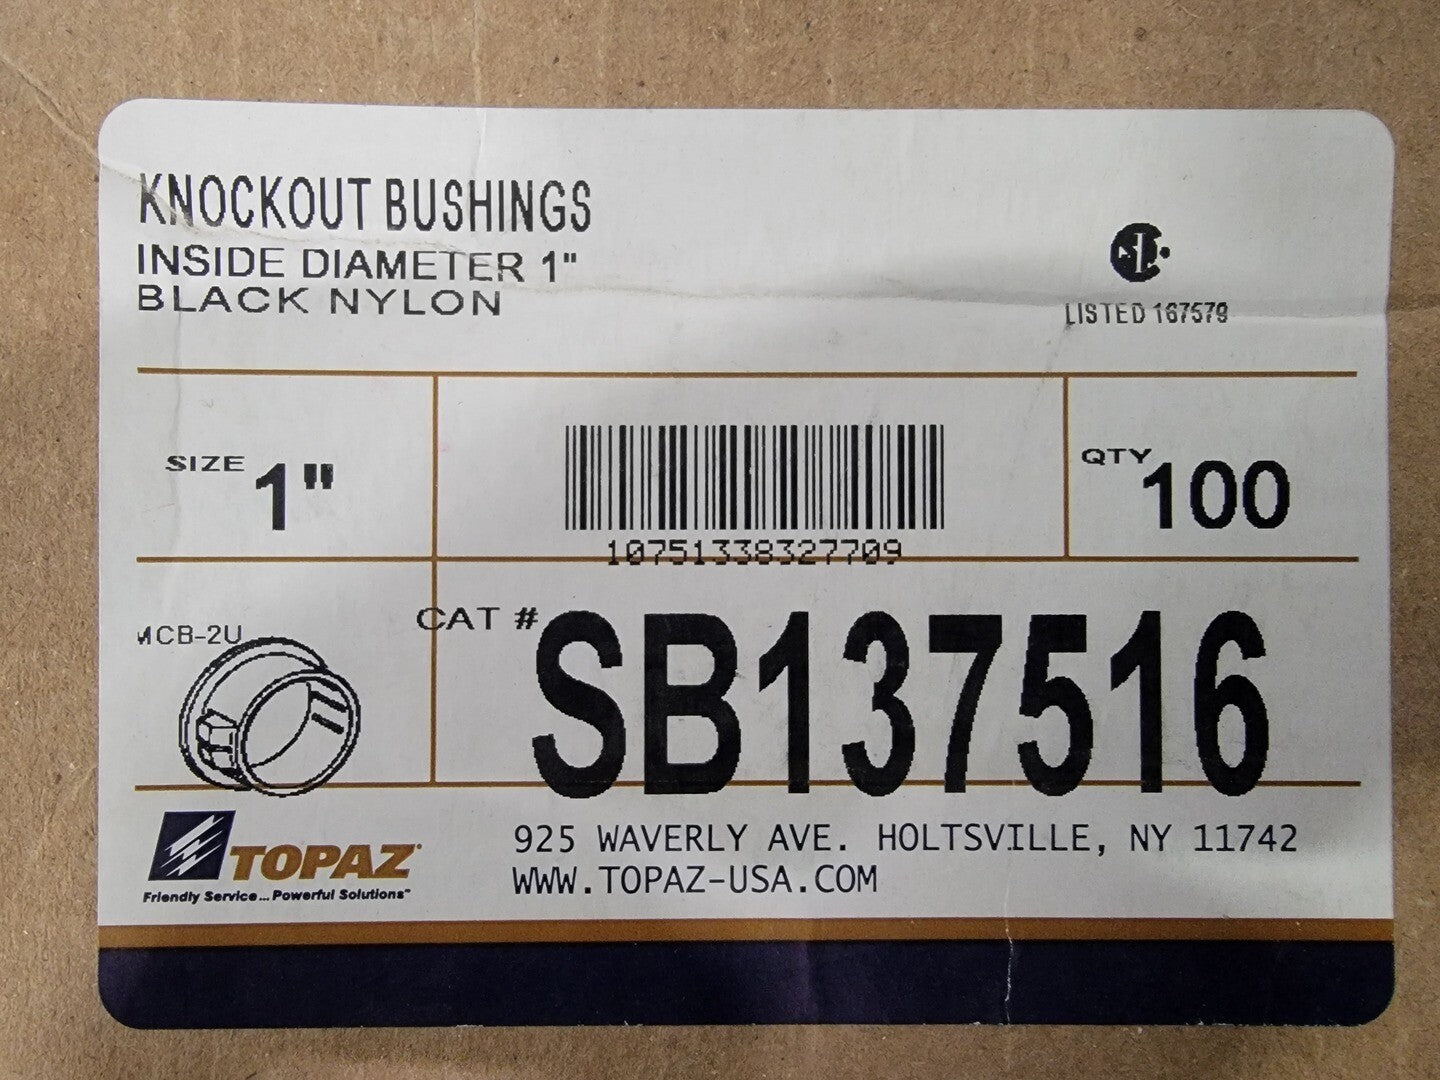 KNOCKOUT BUSHINGS
INSIDE DIAMETER 1"
BLACK NYLON
LISTED 167579
SIZE 1"
10751338327709
QTY 100
MCB-2U
CAT # SB137516
TOPAZ
Friendly Service... Powerful Solutions™
925 WAVERLY AVE. HOLTSVILLE, NY 11742
WWW.TOPAZ-USA.COM